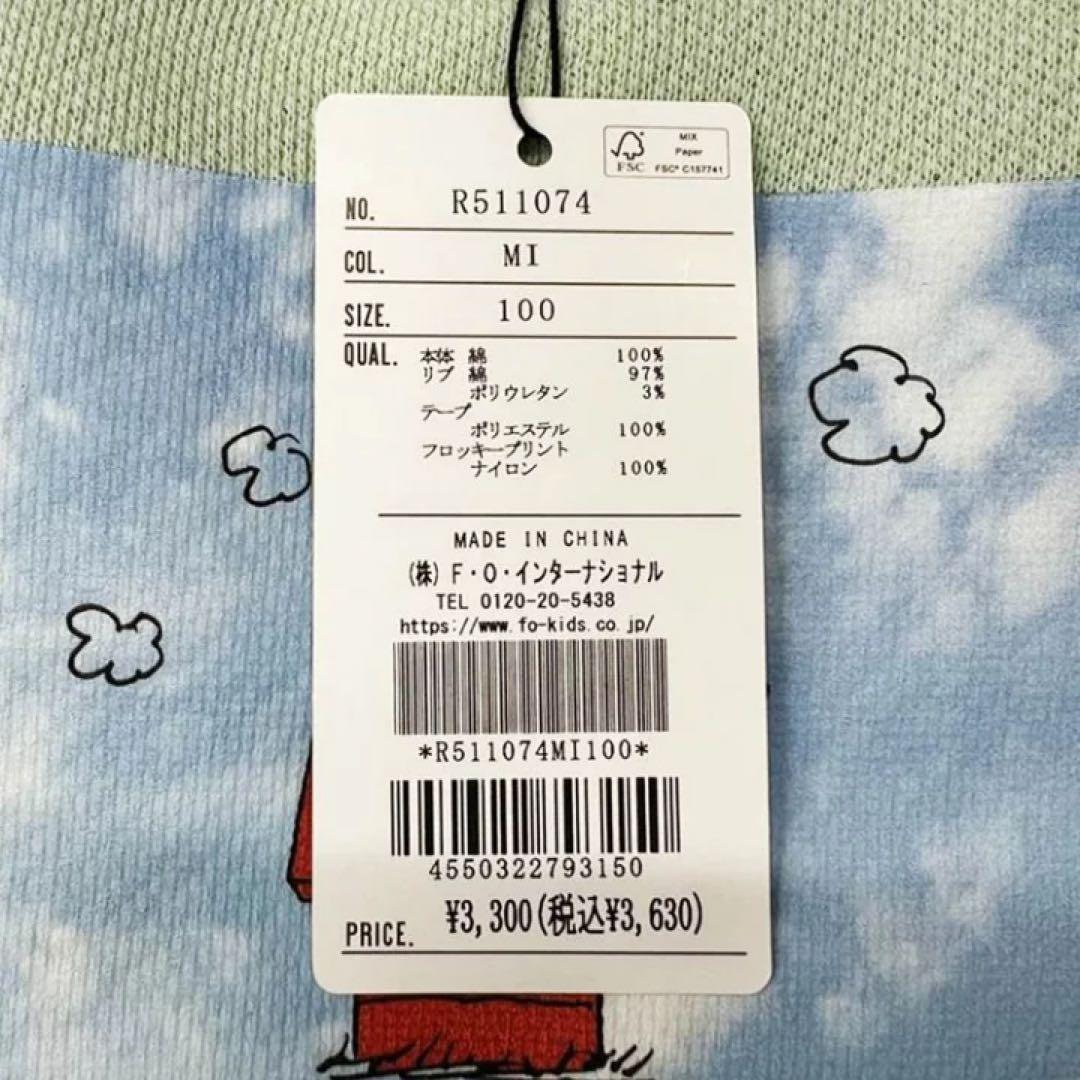 MIX
Paper
FSC FSC® C157741
NO. R511074
COL. MI
SIZE. 100
QUAL. 本体 綿 100%
リブ 綿 97%
ポリウレタン 3%
テープ
ポリエステル 100%
フロッキープリント
ナイロン 100%
MADE IN CHINA
(株) F・O・インターナショナル
TEL 0120-20-5438
https://www.fo-kids.co.jp/
*R511074MI100*
4550322793150
PRICE. ¥3,300(税込¥3,630)